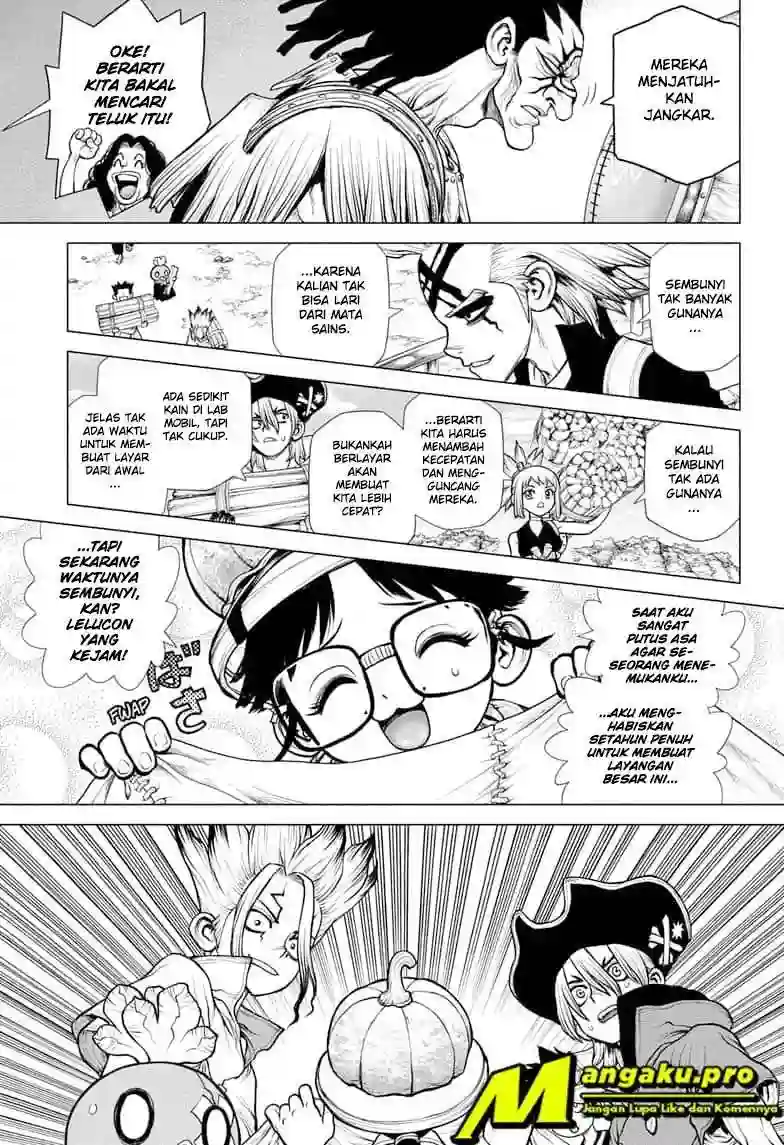 OKE!
BERARTI
KITA BAKAL
MENCARI
TELUK ITU!
MEREKA
MENJATUH-
KAN
JANGKAR.
...KARENA
KALIAN TAK
BISA LARI
DARI MATA
SAINS.
SEMBUNYI
TAK BANYAK
GUNANYA
...
JELAS TAK
ADA WAKTU
UNTUK MEM-
BUAT LAYAR
DARI AWAL
...
ADA SEDIKIT
KAIN DI LAB
MOBIL, TAPI
TAK CUKUP.
BUKANKAH
BERLAYAR
AKAN
MEMBUAT
KITA LEBIH
CEPAT?
...BERARTI
KITA HARUS
MENAMBAH
KECEPATAN
DAN MENG-
GUNCANG
MEREKA.
KALAU
SEMBUNYI
TAK ADA
GUNANYA
...
...TAPI
SEKARANG
WAKTUNYA
SEMBUNYI,
KAN?
LELUCON
YANG
KEJAM!
FWAP
ばさ
SAAT AKU
SANGAT
PUTUS ASA
AGAR SE-
SEORANG MENE-
MUKANKU...
...AKU MENG-
HABISKAN
SETAHUN PENUH
UNTUK MEMBUAT
LAYANGAN
BESAR INI...
Mangaku.pro
Jangan Lupa Like dan Komennya